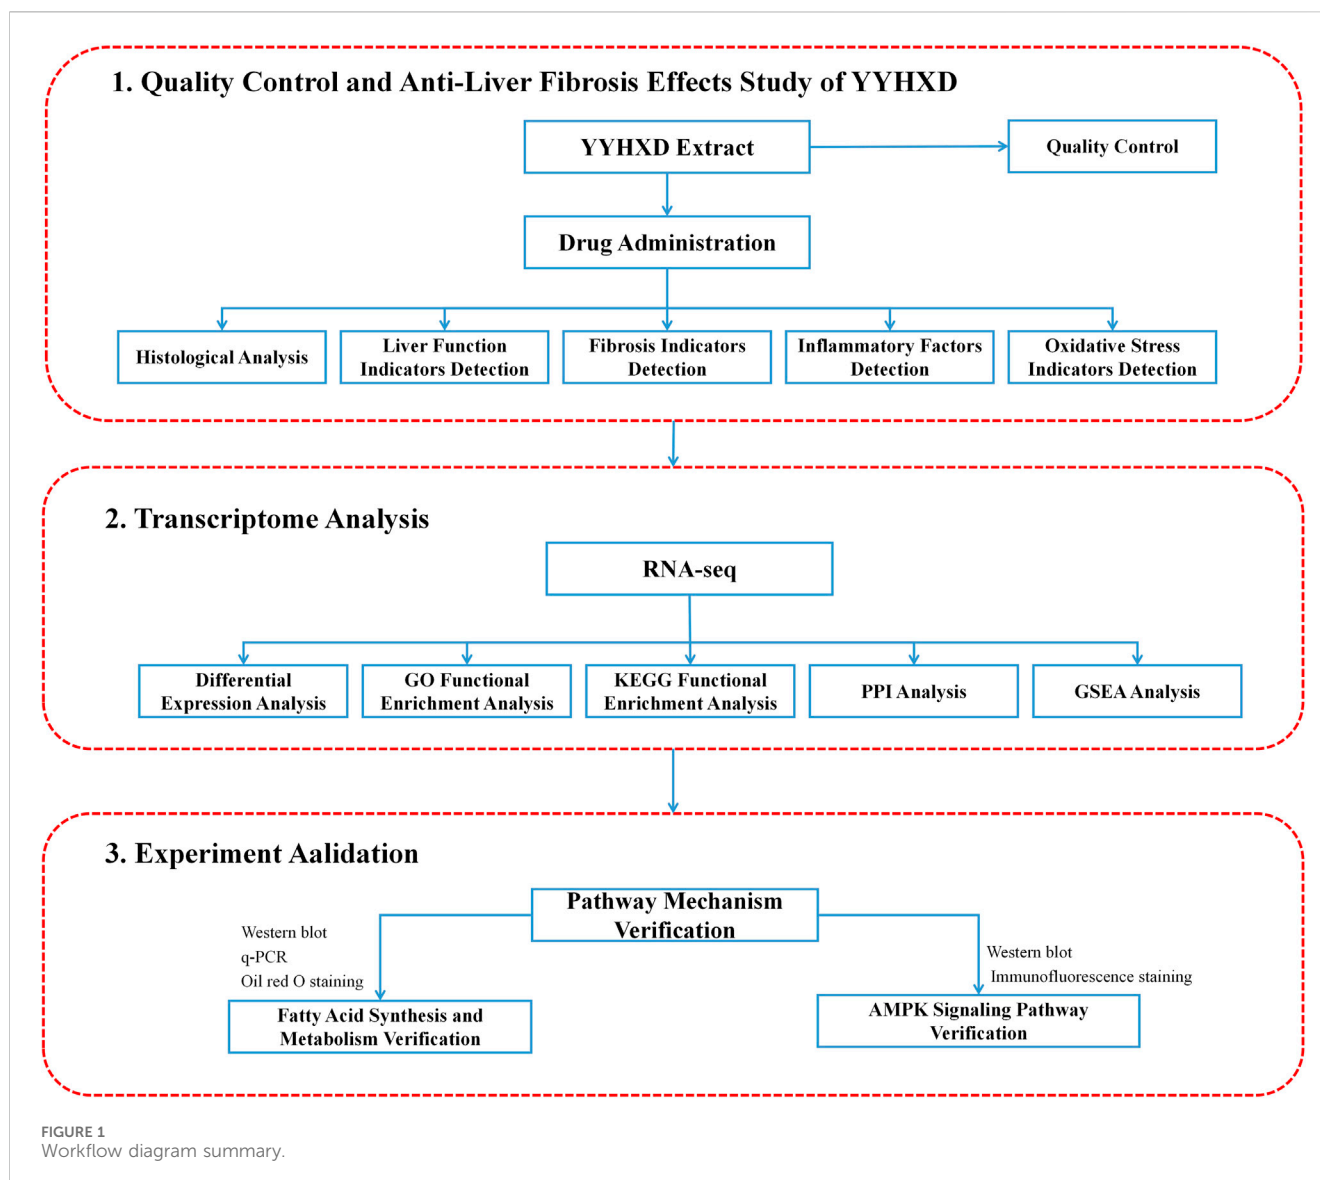 1. Quality Control and Anti-Liver Fibrosis Effects Study of YYHXD
YYHXD Extract
Quality Control
Drug Administration
Histological Analysis
Liver Function
Indicators Detection
Fibrosis Indicators
Detection
Inflammatory Factors
Detection
Oxidative Stress
Indicators Detection
2. Transcriptome Analysis
RNA-seq
Differential
Expression Analysis
GO Functional
Enrichment Analysis
KEGG Functional
Enrichment Analysis
PPI Analysis
GSEA Analysis
3. Experiment Aalidation
Pathway Mechanism
Verification
Western blot
q-PCR
Oil red O staining
Western blot
Immunofluorescence staining
Fatty Acid Synthesis and
Metabolism Verification
AMPK Signaling Pathway
Verification
FIGURE 1
Workflow diagram summary.